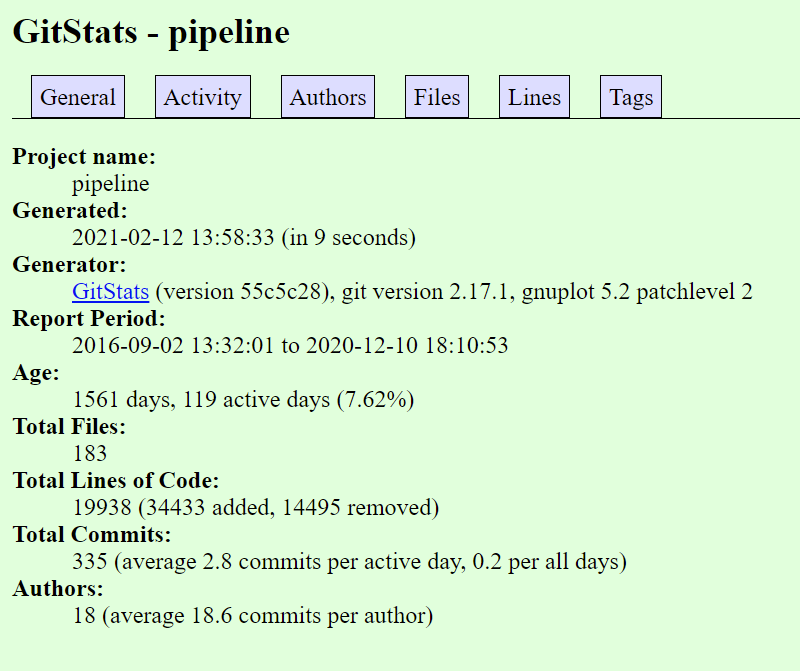 GitStats - pipeline
General Activity Authors Files Lines Tags
Project name:
pipeline
Generated:
2021-02-12 13:58:33 (in 9 seconds)
Generator:
GitStats (version 55c5c28), git version 2.17.1, gnuplot 5.2 patchlevel 2
Report Period:
2016-09-02 13:32:01 to 2020-12-10 18:10:53
Age:
1561 days, 119 active days (7.62%)
Total Files:
183
Total Lines of Code:
19938 (34433 added, 14495 removed)
Total Commits:
335 (average 2.8 commits per active day, 0.2 per all days)
Authors:
18 (average 18.6 commits per author)